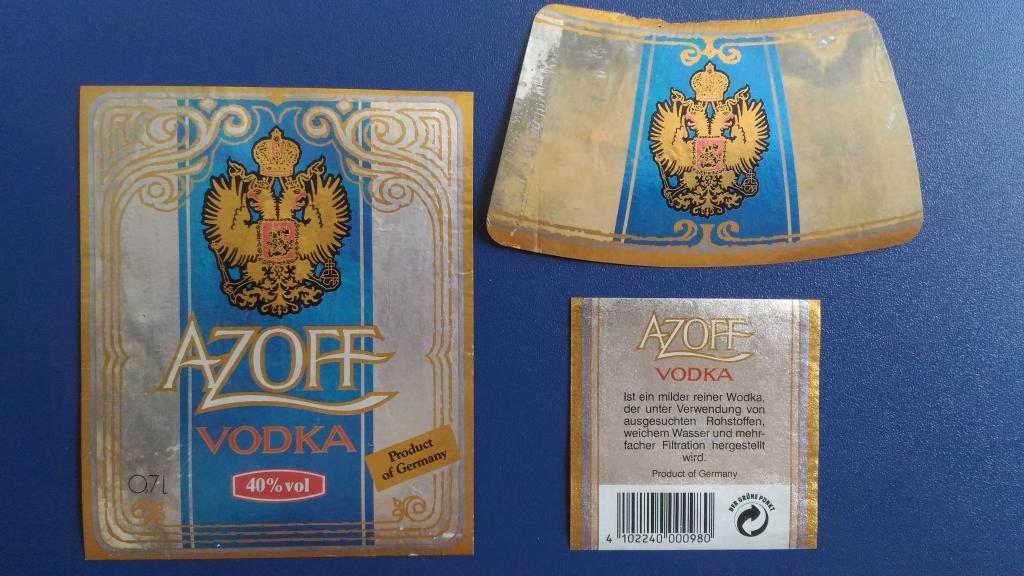 AZOFF
VODKA
Product
of Germany
0,7 L
40% vol
AZOFF
VODKA
Ist ein milder reiner Wodka,
der unter Verwendung von
ausgesuchten Rohstoffen,
weichem Wasser und mehr-
facher Filtration hergestellt
wird.
Product of Germany
4 102240 000980
DER GRÜNE PUNKT